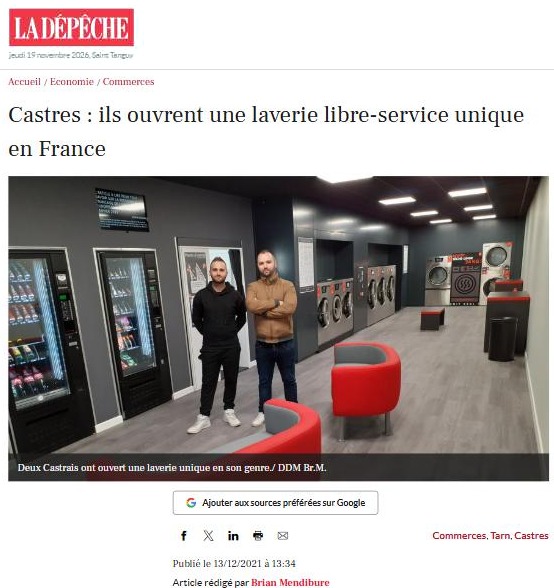 LA DÉPÊCHE
jeudi 19 novembre 2026, Saint Tanguy
Accueil / Economie / Commerces
Castres : ils ouvrent une laverie libre-service unique
en France
Deux Castrais ont ouvert une laverie unique en son genre./ DDM Br.M.
Ajouter aux sources préférées sur Google
Commerces, Tarn, Castres
Publié le 13/12/2021 à 13:34
Article rédigé par Brian Mendibure